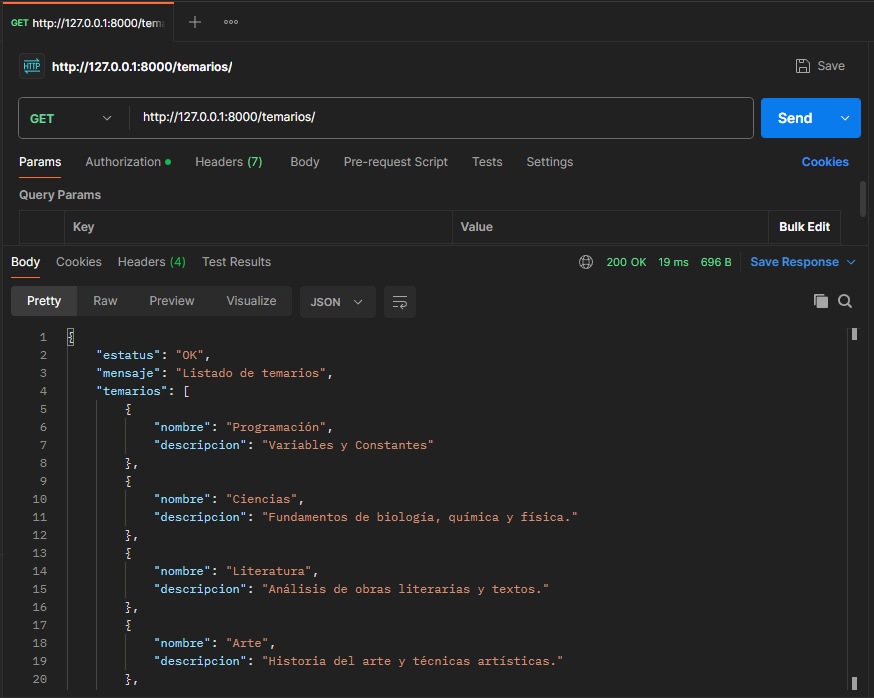 GET http://127.0.0.1:8000/tem
HTTP http://127.0.0.1:8000/temarios/
Save
GET
http://127.0.0.1:8000/temarios/
Send
Params Authorization Headers (7) Body Pre-request Script Tests Settings Cookies
Query Params
Key Value Bulk Edit
Body Cookies Headers (4) Test Results 200 OK 19 ms 696 B Save Response
Pretty Raw Preview Visualize JSON
1 {
2 "estatus": "OK",
3 "mensaje": "Listado de temarios",
4 "temarios": [
5 {
6 "nombre": "Programación",
7 "descripcion": "Variables y Constantes"
8 },
9 {
10 "nombre": "Ciencias",
11 "descripcion": "Fundamentos de biología, química y física."
12 },
13 {
14 "nombre": "Literatura",
15 "descripcion": "Análisis de obras literarias y textos."
16 },
17 {
18 "nombre": "Arte",
19 "descripcion": "Historia del arte y técnicas artísticas."
20 },